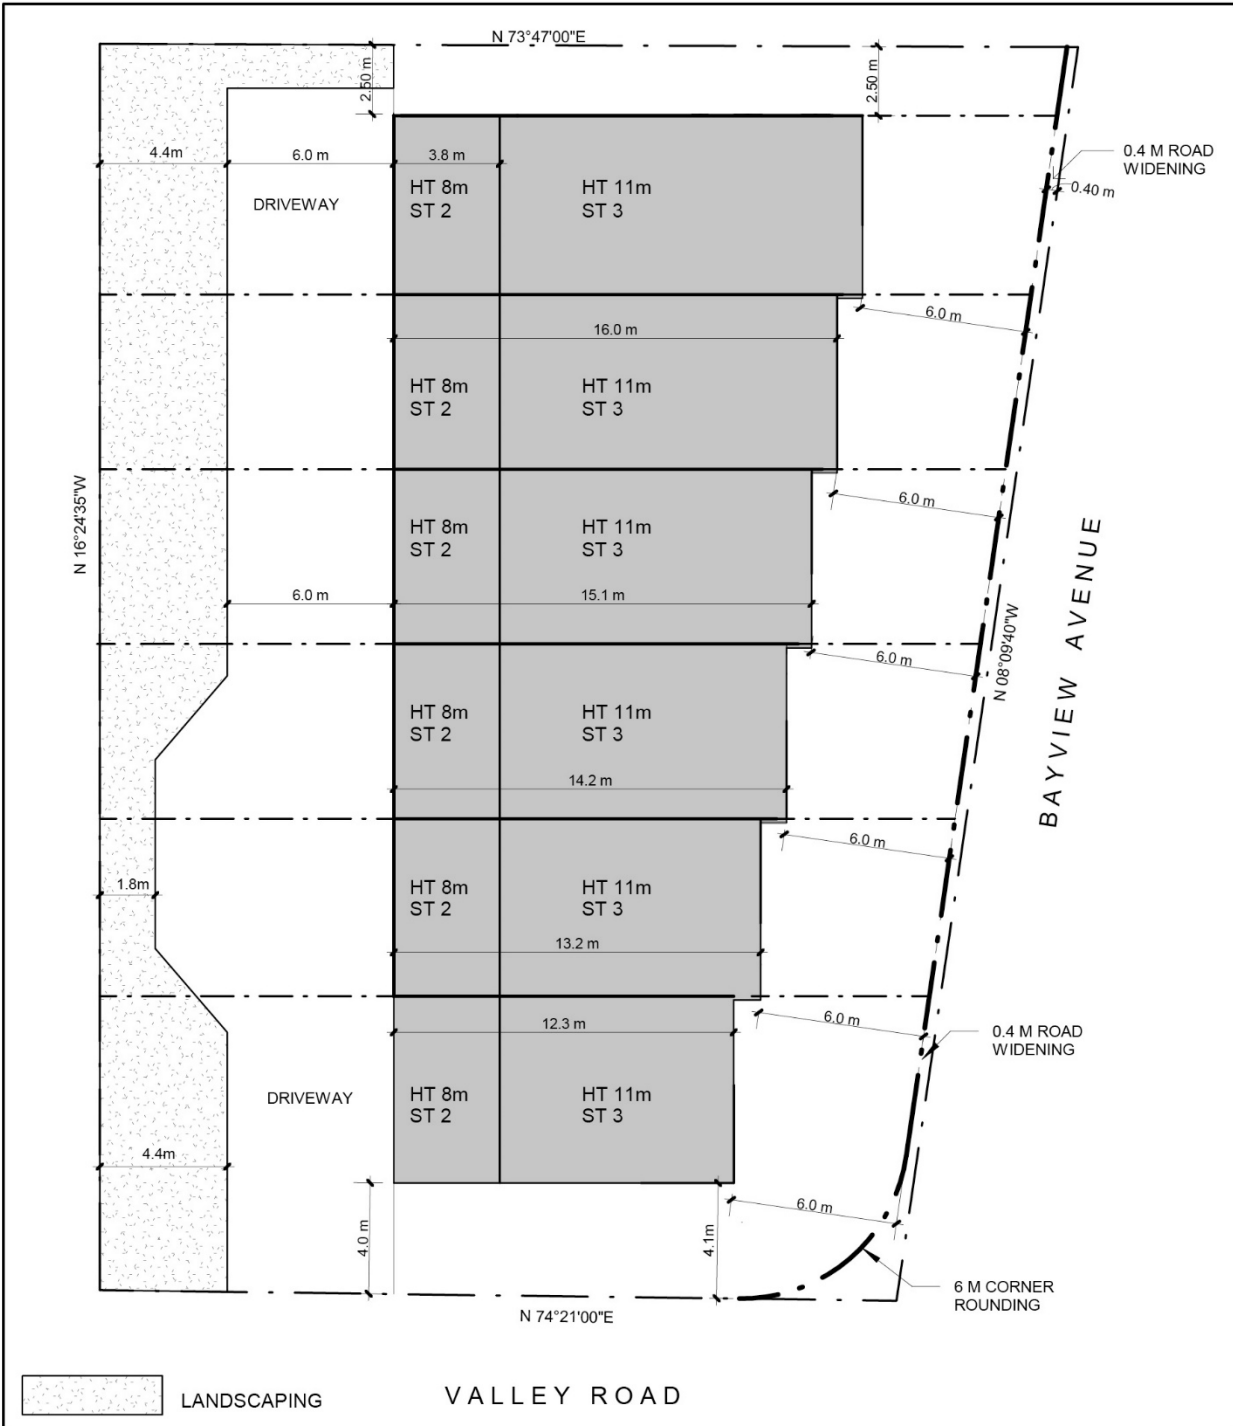 N 73°47'00"E
2.50 m
2.50 m
4.4m
6.0 m
3.8 m
0.4 M ROAD
WIDENING
0.40 m
DRIVEWAY
HT 8m
ST 2
HT 11m
ST 3
6.0 m
16.0 m
HT 8m
ST 2
HT 11m
ST 3
N 16°24'35"W
6.0 m
HT 8m
ST 2
HT 11m
ST 3
6.0 m
15.1 m
BAYVIEW AVENUE
N 08°09'40"W
6.0 m
HT 8m
ST 2
HT 11m
ST 3
14.2 m
6.0 m
1.8m
HT 8m
ST 2
HT 11m
ST 3
13.2 m
12.3 m
6.0 m
0.4 M ROAD
WIDENING
DRIVEWAY
HT 8m
ST 2
HT 11m
ST 3
4.4m
4.0 m
4.1m
6.0 m
6 M CORNER
ROUNDING
N 74°21'00"E
LANDSCAPING
VALLEY ROAD